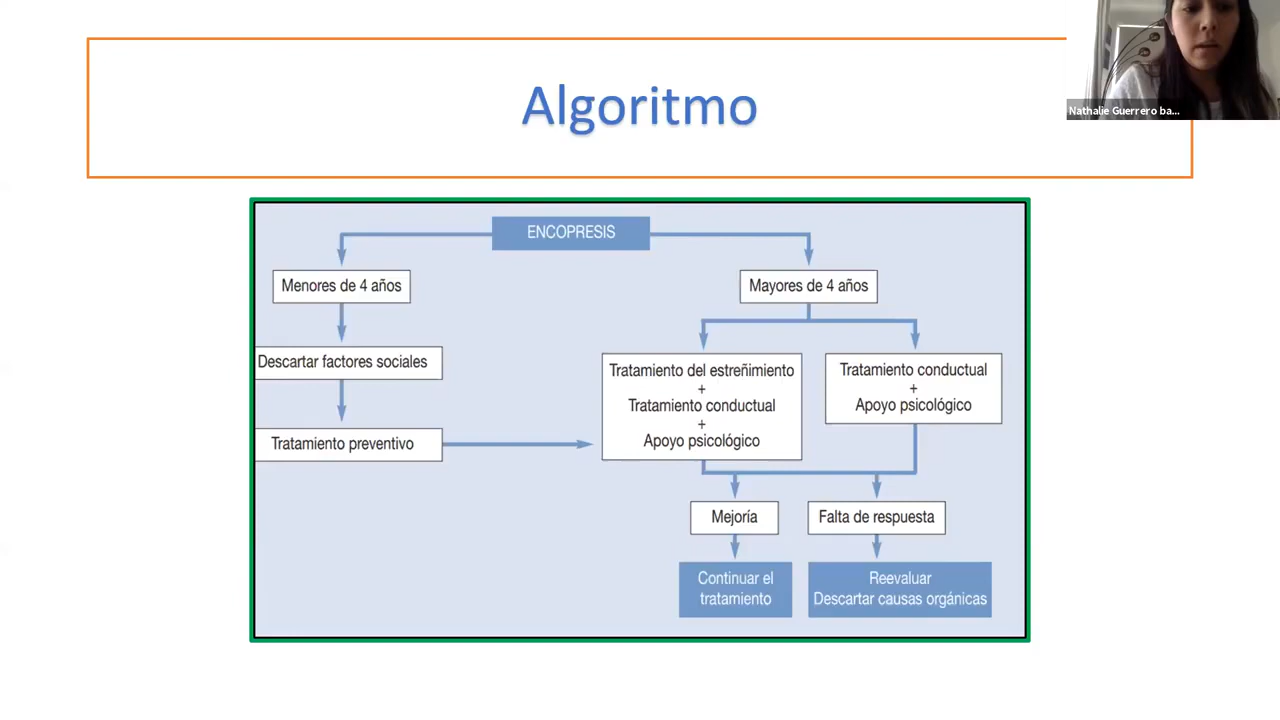 Algoritmo
Nathalie Guerrero ba...
ENCOPRESIS
Menores de 4 años
Mayores de 4 años
Descartar factores sociales
Tratamiento preventivo
Tratamiento del estreñimiento
+
Tratamiento conductual
+
Apoyo psicológico
Tratamiento conductual
+
Apoyo psicológico
Mejoría
Falta de respuesta
Continuar el
tratamiento
Reevaluar
Descartar causas orgánicas